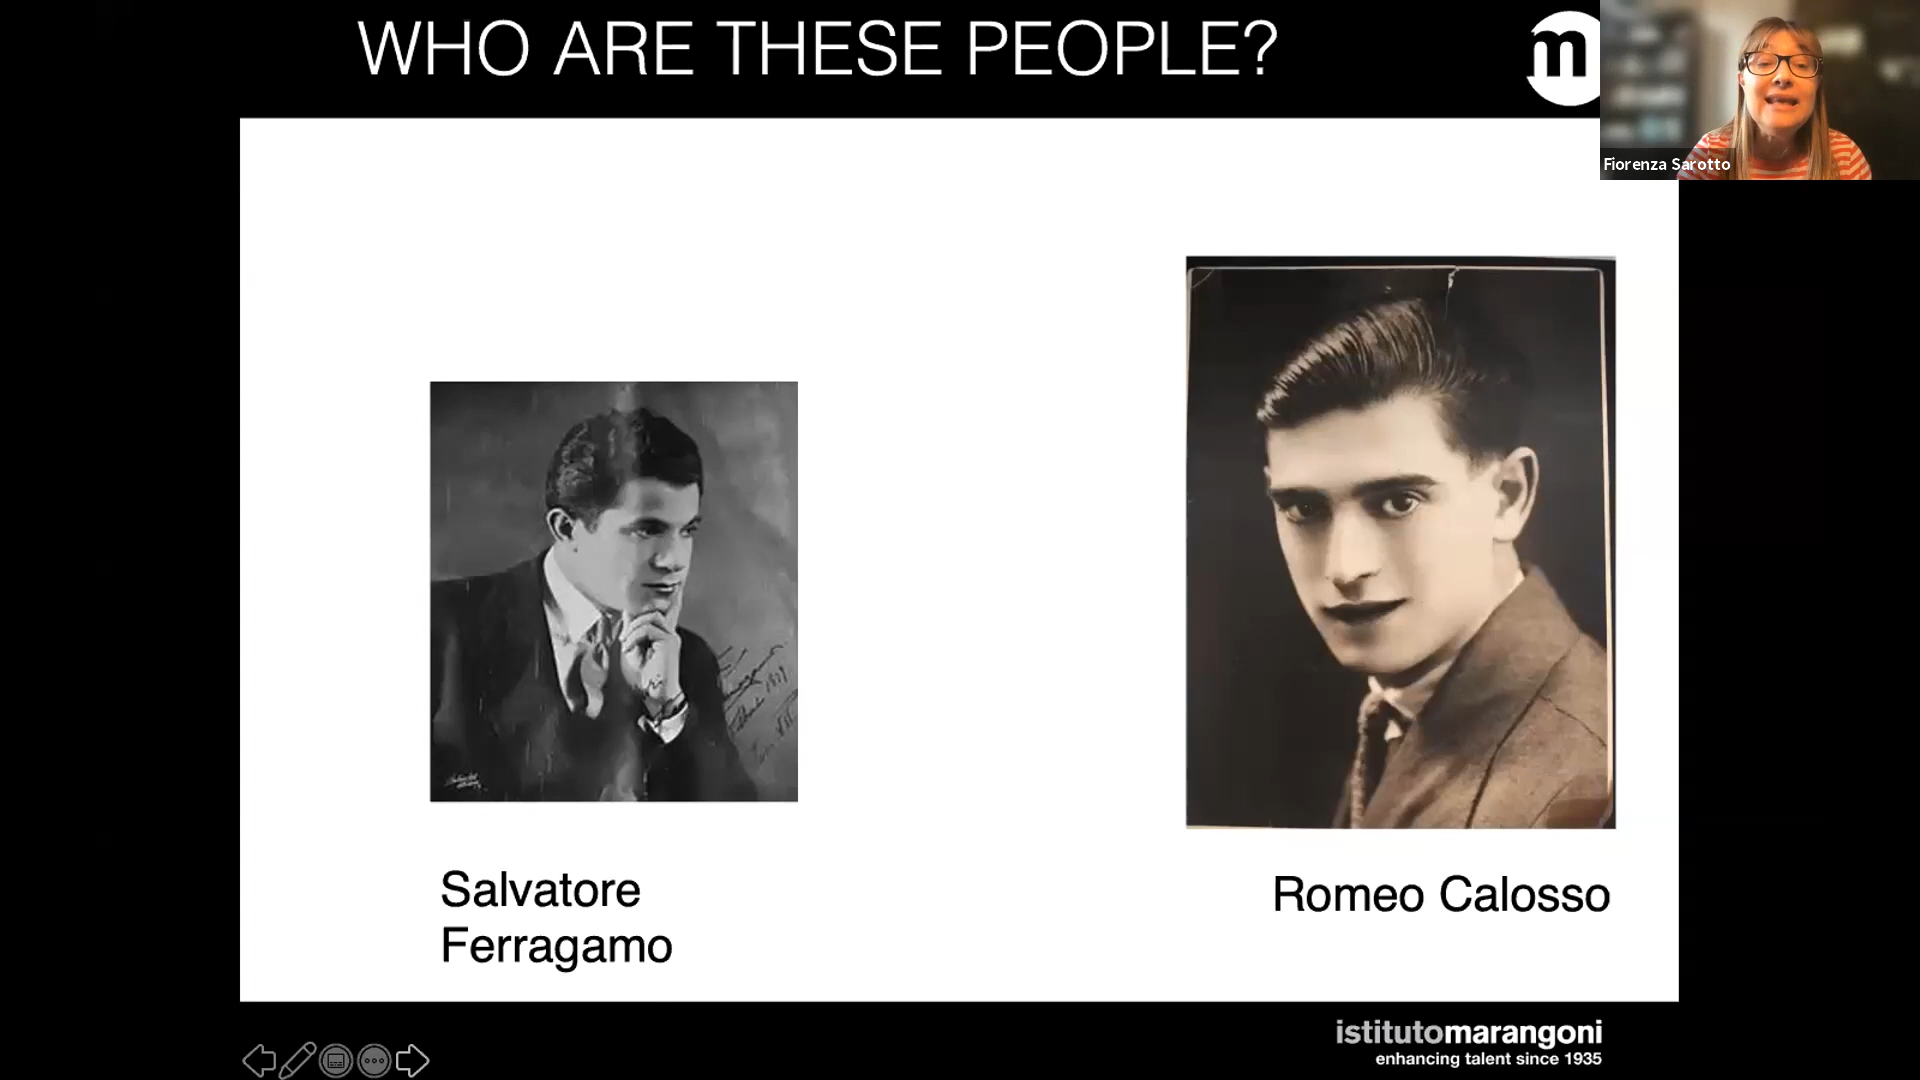 WHO ARE THESE PEOPLE?
m
Fiorenza Sarotto
Salvatore
Ferragamo
Romeo Calosso
istitutomarangoni
enhancing talent since 1935